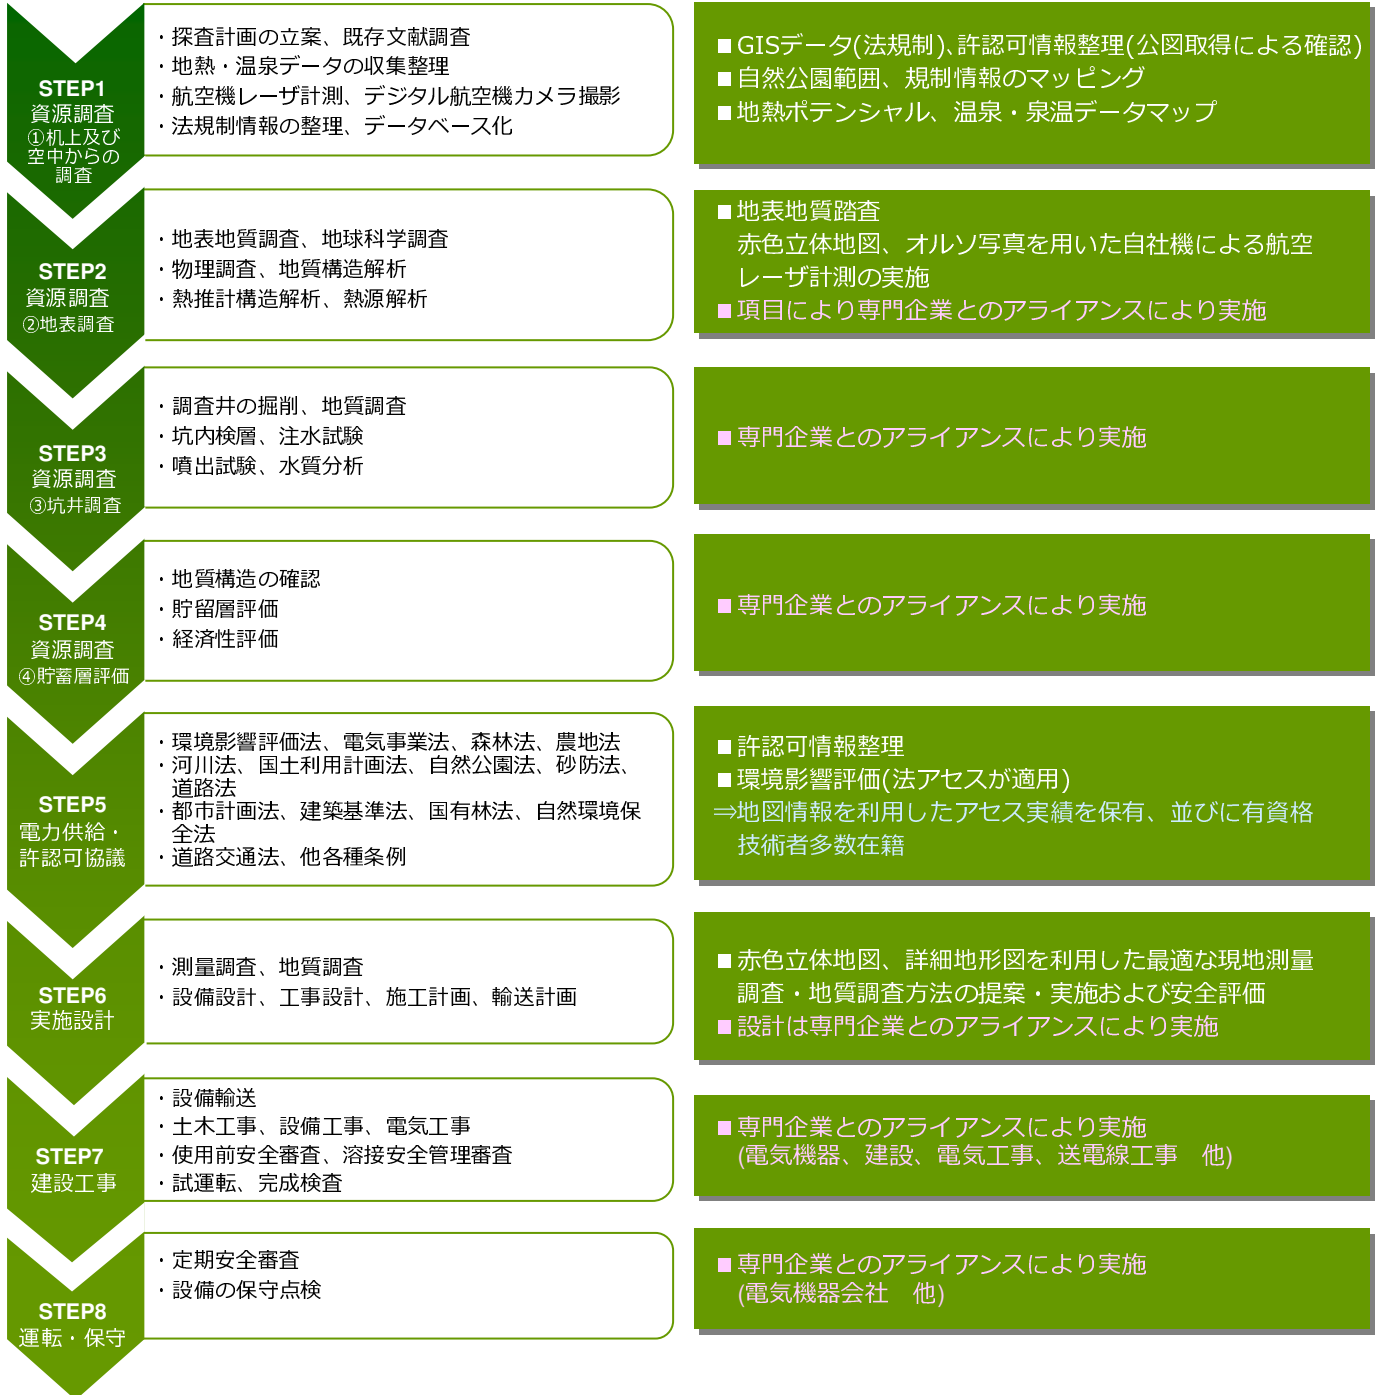 STEP1
資源調査
①机上及び
空中からの
調査
・探査計画の立案、既存文献調査
・地熱・温泉データの収集整理
・航空機レーザ計測、デジタル航空機カメラ撮影
・法規制情報の整理、データベース化
■GISデータ(法規制)、許認可情報整理(公図取得による確認)
■自然公園範囲、規制情報のマッピング
■地熱ポテンシャル、温泉・泉温データマップ
STEP2
資源調査
②地表調査
・地表地質調査、地球科学調査
・物理調査、地質構造解析
・熱推計構造解析、熱源解析
■地表地質踏査
赤色立体地図、オルソ写真を用いた自社機による航空
レーザ計測の実施
■項目により専門企業とのアライアンスにより実施
STEP3
資源調査
③坑井調査
・調査井の掘削、地質調査
・坑内検層、注水試験
・噴出試験、水質分析
■専門企業とのアライアンスにより実施
STEP4
資源調査
④貯蓄層評価
・地質構造の確認
・貯留層評価
・経済性評価
■専門企業とのアライアンスにより実施
STEP5
電力供給・
許認可協議
・環境影響評価法、電気事業法、森林法、農地法
・河川法、国土利用計画法、自然公園法、砂防法、
道路法
・都市計画法、建築基準法、国有林法、自然環境保
全法
・道路交通法、他各種条例
■許認可情報整理
■環境影響評価(法アセスが適用)
⇒地図情報を利用したアセス実績を保有、並びに有資格
技術者多数在籍
STEP6
実施設計
・測量調査、地質調査
・設備設計、工事設計、施工計画、輸送計画
■赤色立体地図、詳細地形図を利用した最適な現地測量
調査・地質調査方法の提案・実施および安全評価
■設計は専門企業とのアライアンスにより実施
STEP7
建設工事
・設備輸送
・土木工事、設備工事、電気工事
・使用前安全審査、溶接安全管理審査
・試運転、完成検査
■専門企業とのアライアンスにより実施
(電気機器、建設、電気工事、送電線工事　他)
STEP8
運転・保守
・定期安全審査
・設備の保守点検
■専門企業とのアライアンスにより実施
(電気機器会社　他)